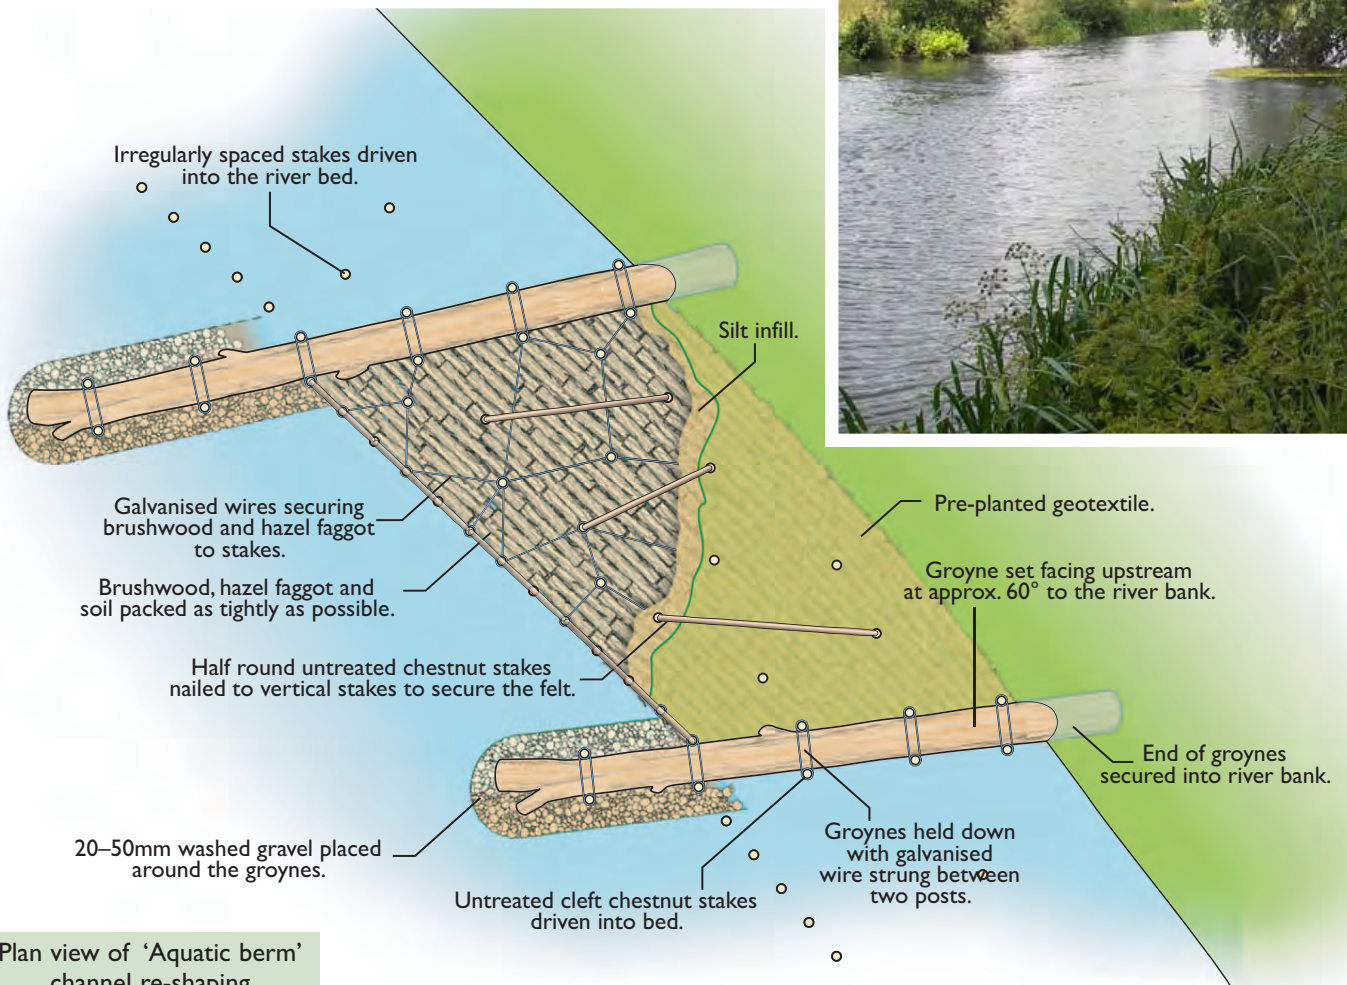 Irregularly spaced stakes driven
into the river bed.
Silt infill.
Galvanised wires securing
brushwood and hazel faggot
to stakes.
Pre-planted geotextile.
Brushwood, hazel faggot and
soil packed as tightly as possible.
Groyne set facing upstream
at approx. 60° to the river bank.
Half round untreated chestnut stakes
nailed to vertical stakes to secure the felt.
End of groynes
secured into river bank.
20–50mm washed gravel placed
around the groynes.
Groynes held down
with galvanised
wire strung between
two posts.
Untreated cleft chestnut stakes
driven into bed.
Plan view of ‘Aquatic berm’
channel re-shaping